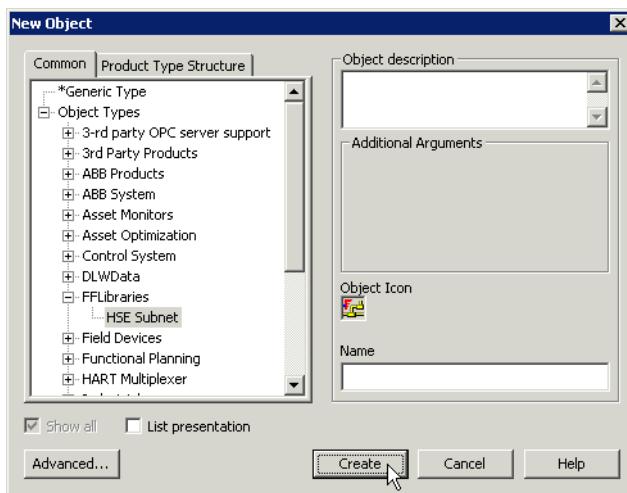 New Object
Common
Product Type Structure
*Generic Type
Object Types
3-rd party OPC server support
3rd Party Products
ABB Products
ABB System
Asset Monitors
Asset Optimization
Control System
DLWData
FFLibraries
HSE Subnet
Field Devices
Functional Planning
HART Multiplexer
Object description
Additional Arguments
Object Icon
Name
Show all
List presentation
Advanced...
Create
Cancel
Help